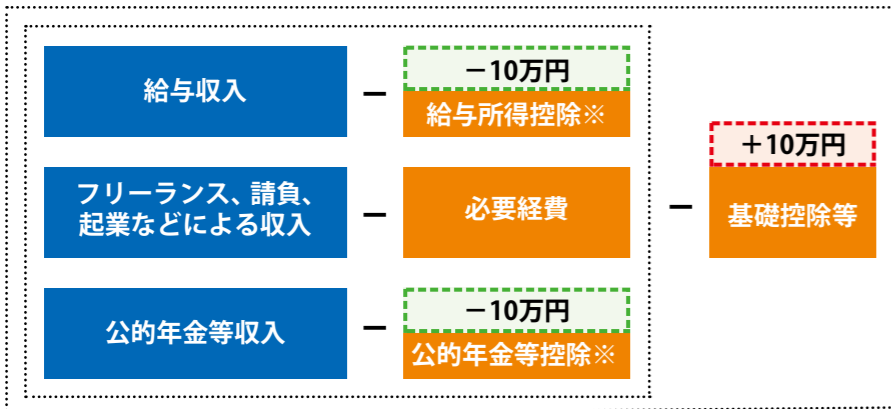 給与収入
－
－10万円
給与所得控除※
フリーランス、請負、
起業などによる収入
－
必要経費
公的年金等収入
－
－10万円
公的年金等控除※
－
＋10万円
基礎控除等